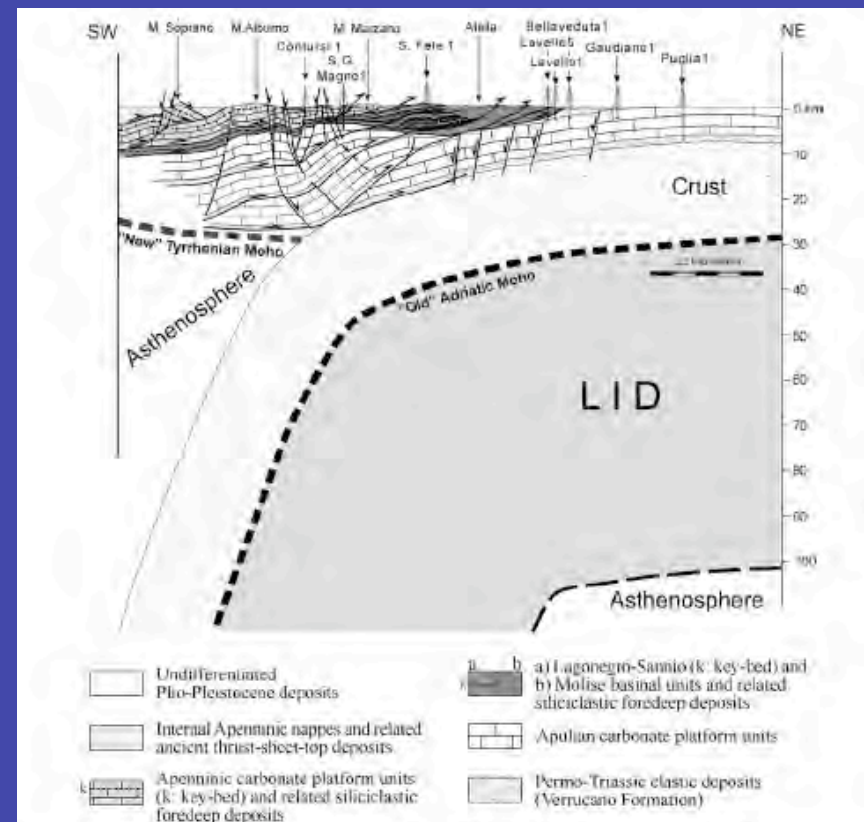 SW
M. Soprano
M.Alburno
Contursi 1
S. G.
Magno1
M. Marzano
S. Fele 1
Atella
Bellaveduta1
Lavello5
Lavello1
Gaudiano1
Puglia1
NE
0 km
10
20
30
40
50
60
70
80
90
100
Crust
"New" Tyrrhenian Moho
"Old" Adriatic Moho
Asthenosphere
LID
Asthenosphere
Undifferentiated
Plio-Pleistocene deposits
Internal Apenninic nappes and related
ancient thrust-sheet-top deposits
k
Apenninic carbonate platform units
(k: key-bed) and related siliciclastic
foredeep deposits
a b
a) Lagonegro-Sannio (k: key-bed) and
b) Molise basinal units and related
siliciclastic foredeep deposits
Apulian carbonate platform units
Permo-Triassic clastic deposits
(Verrucano Formation)